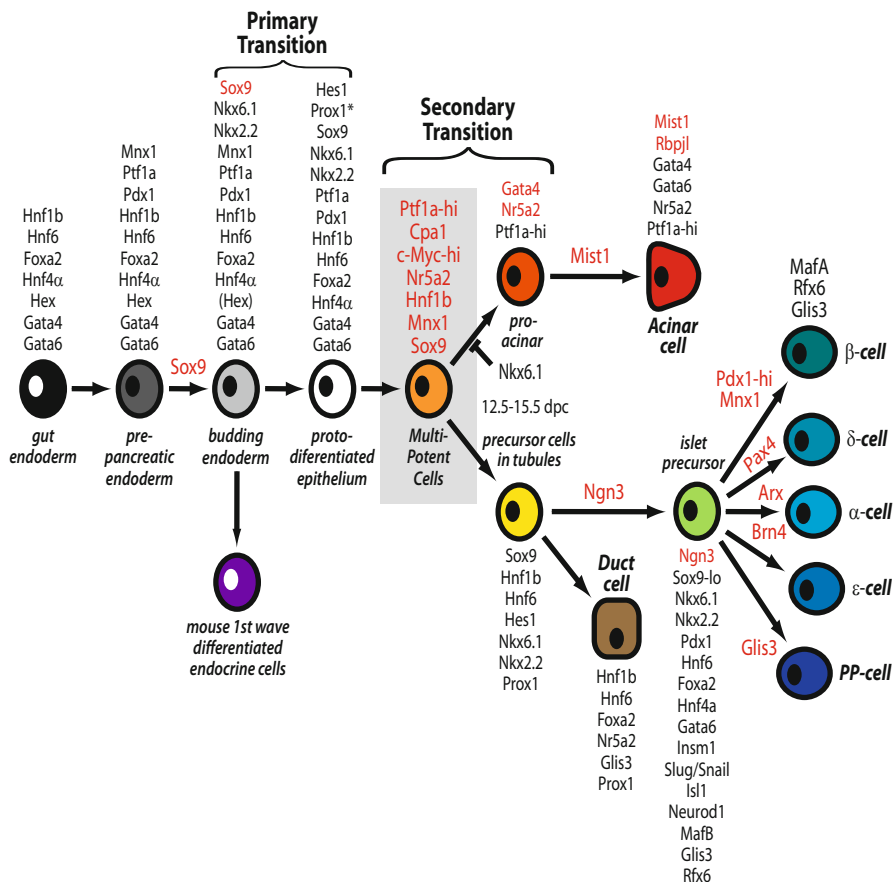 Primary
Transition
Sox9
Nkx6.1
Nkx2.2
Mnx1
Ptf1a
Pdx1
Hnf1b
Hnf6
Foxa2
Hnf4α
(Hex)
Gata4
Gata6
Hes1
Prox1*
Sox9
Nkx6.1
Nkx2.2
Ptf1a
Pdx1
Hnf1b
Hnf6
Foxa2
Hnf4α
Gata4
Gata6
Mnx1
Ptf1a
Pdx1
Hnf1b
Hnf6
Foxa2
Hnf4α
Hex
Gata4
Gata6
Hnf1b
Hnf6
Foxa2
Hnf4α
Hex
Gata4
Gata6
Sox9
gut
endoderm
pre-
pancreatic
endoderm
budding
endoderm
proto-
diferentiated
epithelium
mouse 1st wave
differentiated
endocrine cells
Secondary
Transition
Ptf1a-hi
Cpa1
c-Myc-hi
Nr5a2
Hnf1b
Mnx1
Sox9
Multi-
Potent
Cells
Gata4
Nr5a2
Ptf1a-hi
pro-
acinar
Nkx6.1
Mist1
Mist1
Rbpjl
Gata4
Gata6
Nr5a2
Ptf1a-hi
Acinar
cell
12.5-15.5 dpc
precursor cells
in tubules
Sox9
Hnf1b
Hnf6
Hes1
Nkx6.1
Nkx2.2
Prox1
Ngn3
Duct
cell
Hnf1b
Hnf6
Foxa2
Nr5a2
Glis3
Prox1
islet
precursor
Ngn3
Sox9-lo
Nkx6.1
Nkx2.2
Pdx1
Hnf6
Foxa2
Hnf4a
Gata6
Insm1
Slug/Snail
Isl1
Neurod1
MafB
Glis3
Rfx6
MafA
Rfx6
Glis3
Pdx1-hi
Mnx1
β-cell
Pax4
δ-cell
Arx
α-cell
Brn4
ε-cell
Glis3
PP-cell